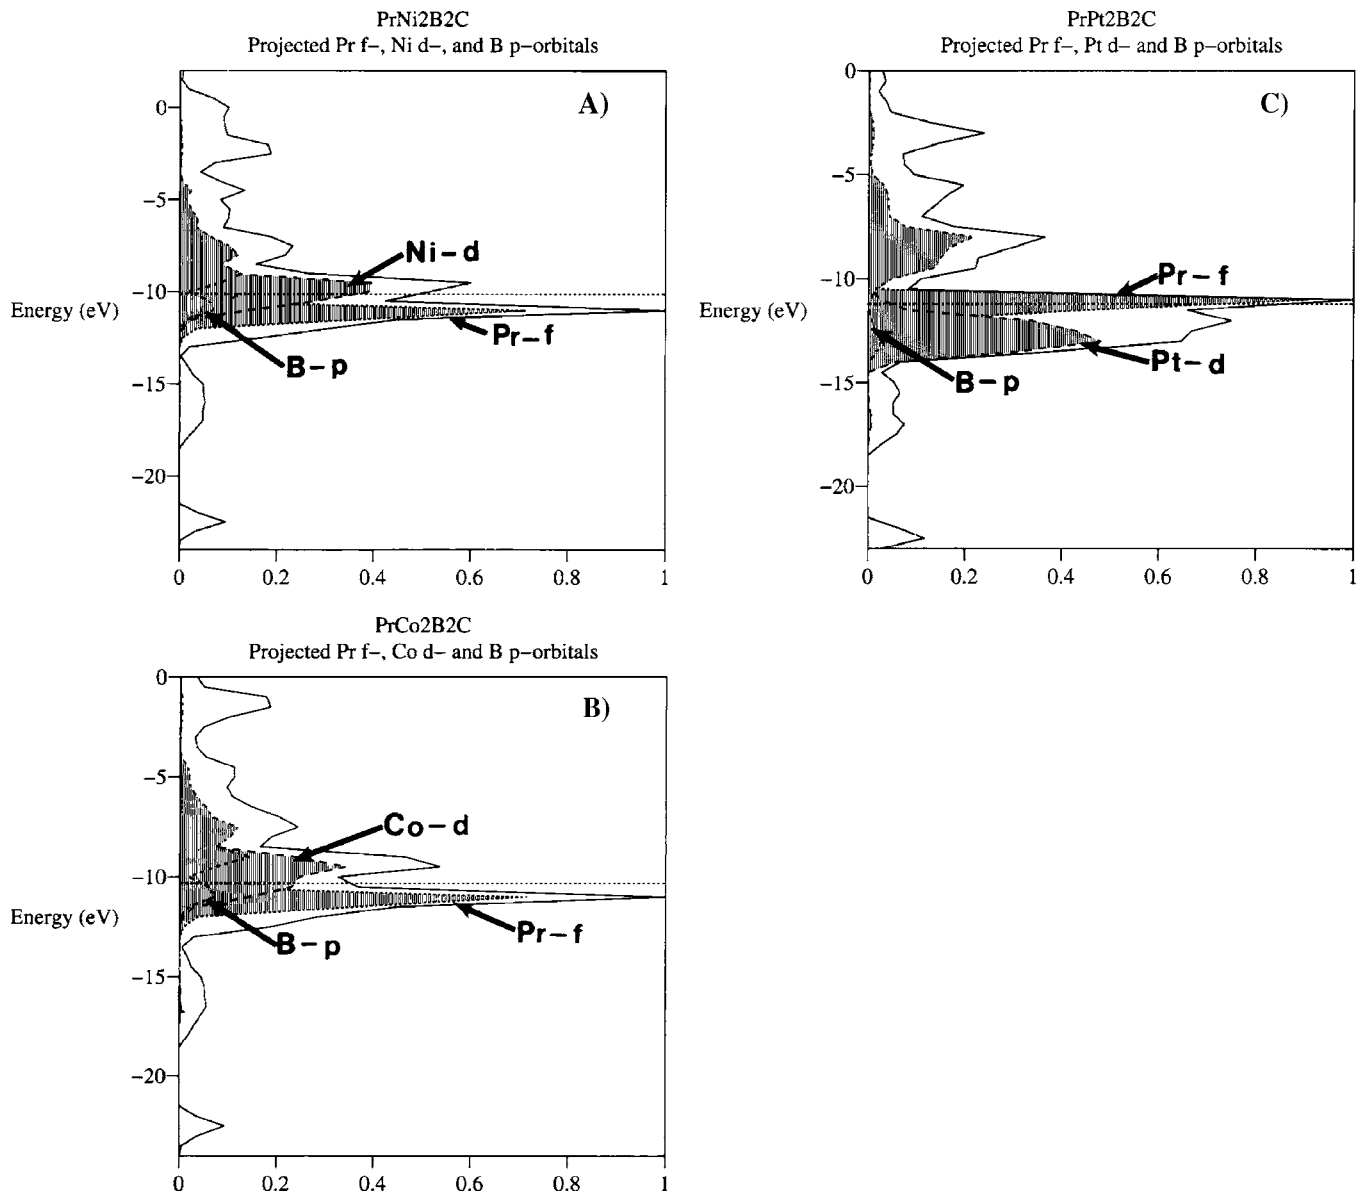 PrNi2B2C
Projected Pr f−, Ni d−, and B p−orbitals
A)
0
−5
−10
−15
−20
Energy (eV)
Ni−d
Pr−f
B−p
0
0.2
0.4
0.6
0.8
1
PrPt2B2C
Projected Pr f−, Pt d− and B p−orbitals
C)
0
−5
−10
−15
−20
Energy (eV)
Pr−f
Pt−d
B−p
0
0.2
0.4
0.6
0.8
1
PrCo2B2C
Projected Pr f−, Co d− and B p−orbitals
B)
0
−5
−10
−15
−20
Energy (eV)
Co−d
Pr−f
B−p
0
0.2
0.4
0.6
0.8
1